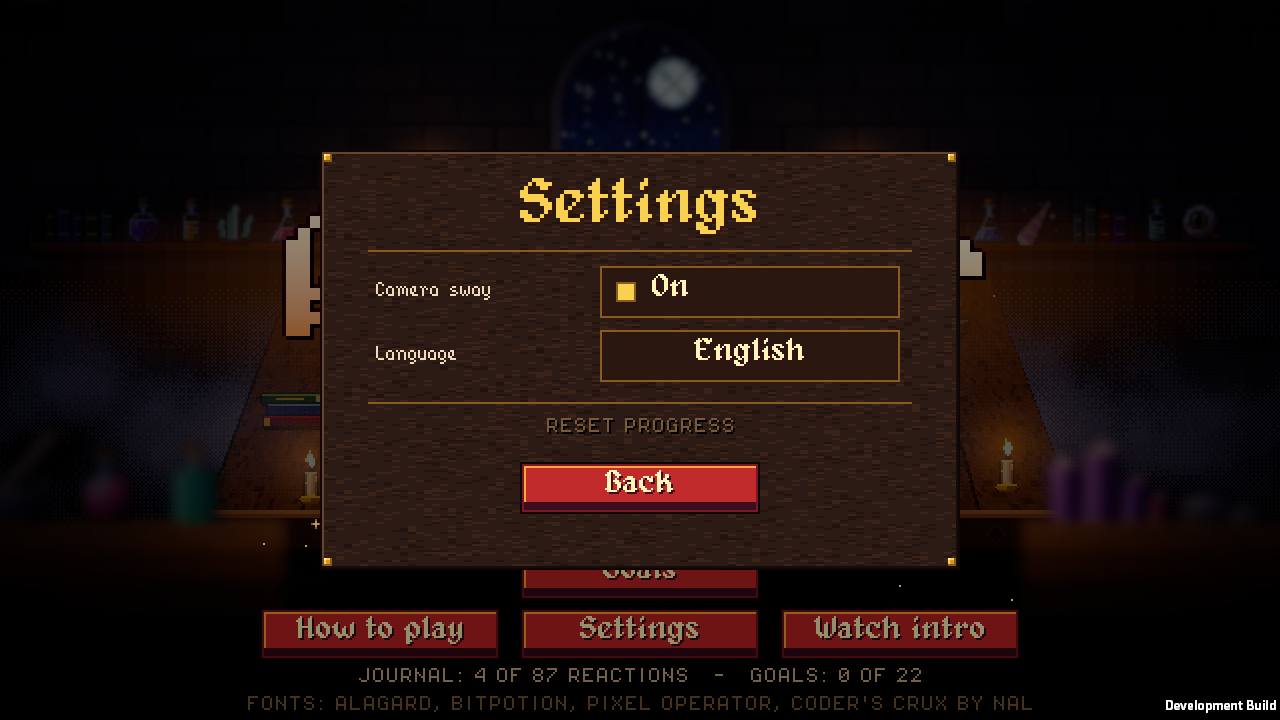 Settings
Camera sway
On
Language
English
RESET PROGRESS
Back
Goals
How to play
Settings
Watch intro
JOURNAL: 4 OF 87 REACTIONS - GOALS: 0 OF 22
FONTS: ALAGARD, BITPOTION, PIXEL OPERATOR, CODER'S CRUX BY NAL
Development Build